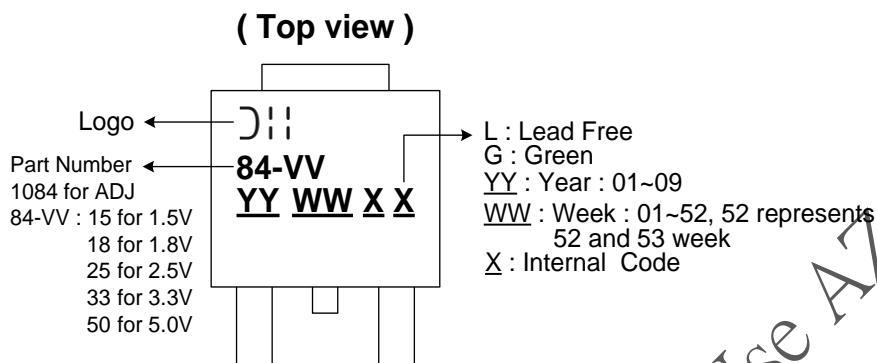 ( Top view )
Logo
84-VV
YY WW X X
Part Number
1084 for ADJ
84-VV : 15 for 1.5V
18 for 1.8V
25 for 2.5V
33 for 3.3V
50 for 5.0V
L : Lead Free
G : Green
YY : Year : 01~09
WW : Week : 01~52, 52 represents
52 and 53 week
X : Internal Code
Use AZ